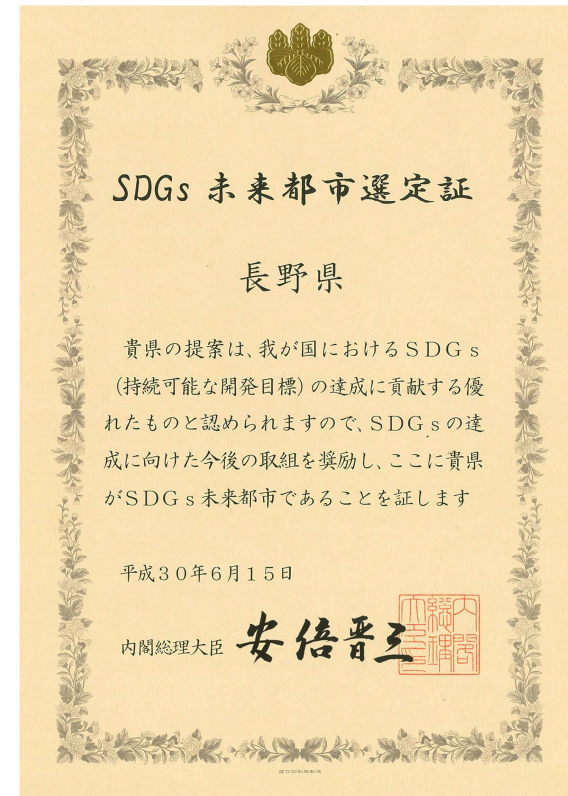 SDGs 未来都市選定証
長野県
貴県の提案は、我が国におけるSDGs
(持続可能な開発目標)の達成に貢献する優
れたものと認められますので、SDGsの達
成に向けた今後の取組を奨励し、ここに貴県
がSDGs未来都市であることを証します
平成30年6月15日
内閣総理大臣 安倍晋三